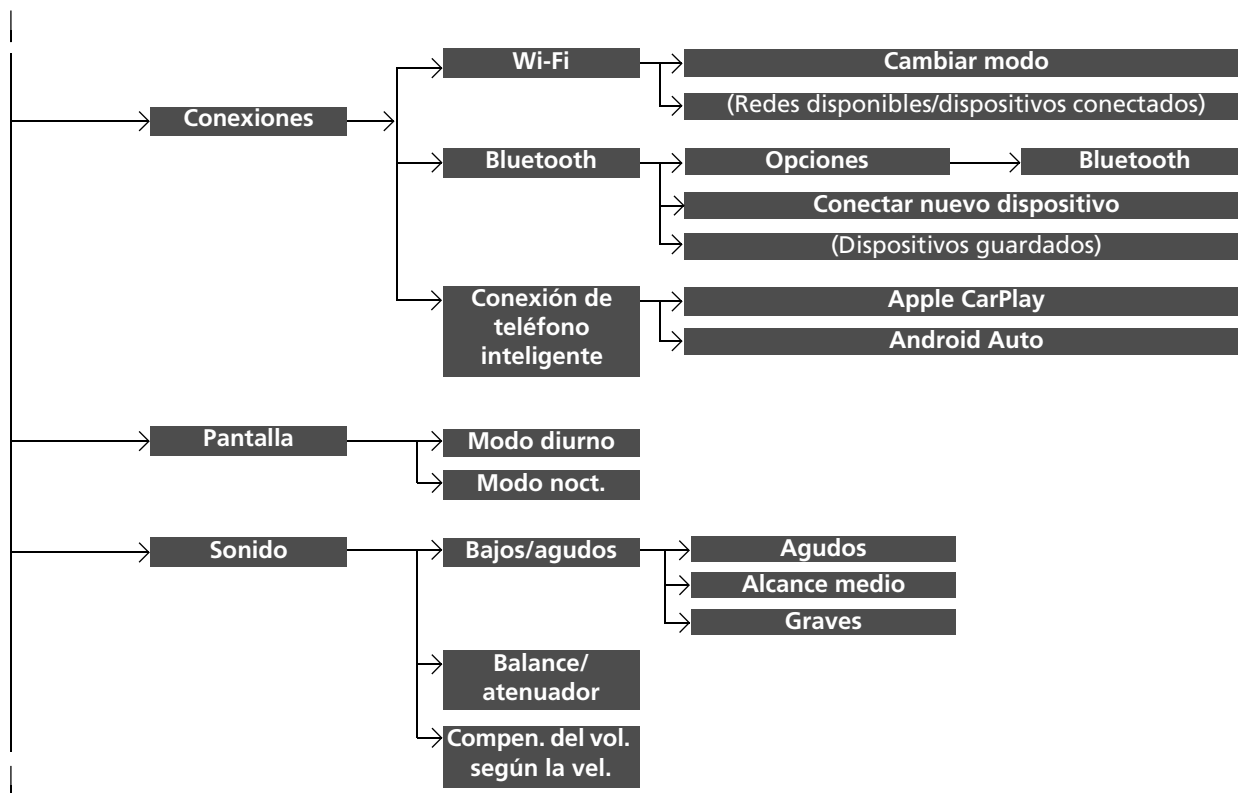 Conexiones
Wi-Fi
Cambiar modo
(Redes disponibles/dispositivos conectados)
Bluetooth
Opciones
Bluetooth
Conectar nuevo dispositivo
(Dispositivos guardados)
Conexión de
teléfono
inteligente
Apple CarPlay
Android Auto
Pantalla
Modo diurno
Modo noct.
Sonido
Bajos/agudos
Agudos
Alcance medio
Graves
Balance/
atenuador
Compen. del vol.
según la vel.